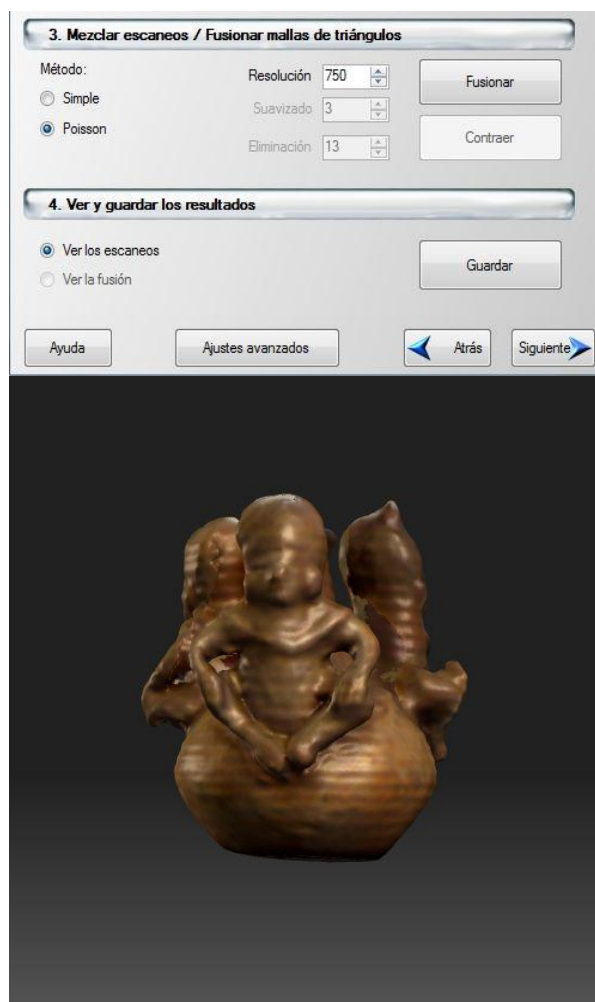 3. Mezclar escaneos / Fusionar mallas de triángulos
Método:
Simple
Poisson
Resolución 750
Suavizado 3
Eliminación 13
Fusionar
Contraer
4. Ver y guardar los resultados
Ver los escaneos
Ver la fusión
Guardar
Ayuda
Ajustes avanzados
Atrás
Siguiente